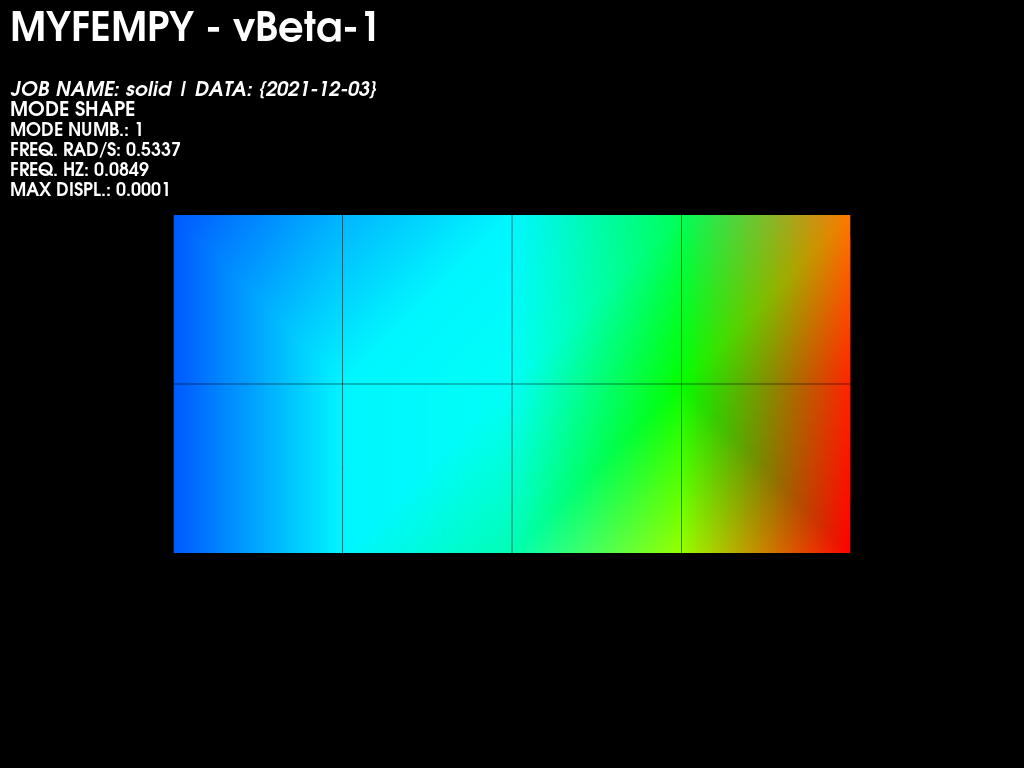 MYFEMPY - vBeta-1
JOB NAME: solid | DATA: {2021-12-03}
MODE SHAPE
MODE NUMB.: 1
FREQ. RAD/S: 0.5337
FREQ. HZ: 0.0849
MAX DISPL.: 0.0001